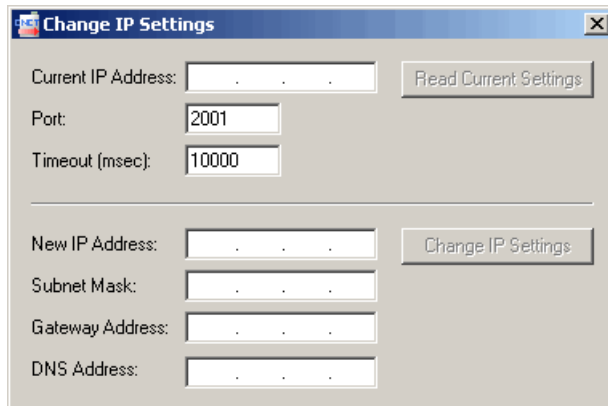 Change IP Settings
Current IP Address: . . . Read Current Settings
Port: 2001
Timeout (msec): 10000
New IP Address: . . . Change IP Settings
Subnet Mask: . . .
Gateway Address: . . .
DNS Address: . . .